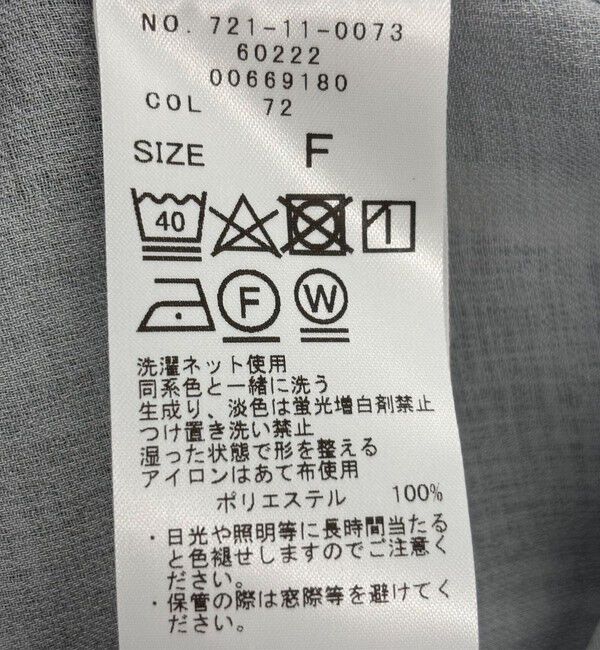 NO. 721-11-0073
60222
00669180
COL 72
SIZE F
40
F W
洗濯ネット使用
同系色と一緒に洗う
生成り、淡色は蛍光増白剤禁止
つけ置き洗い禁止
湿った状態で形を整える
アイロンはあて布使用
ポリエステル 100%
・日光や照明等に長時間当たる
と色褪せしますのでご注意く
ださい。
・保管の際は窓際等を避けてく
ださい。